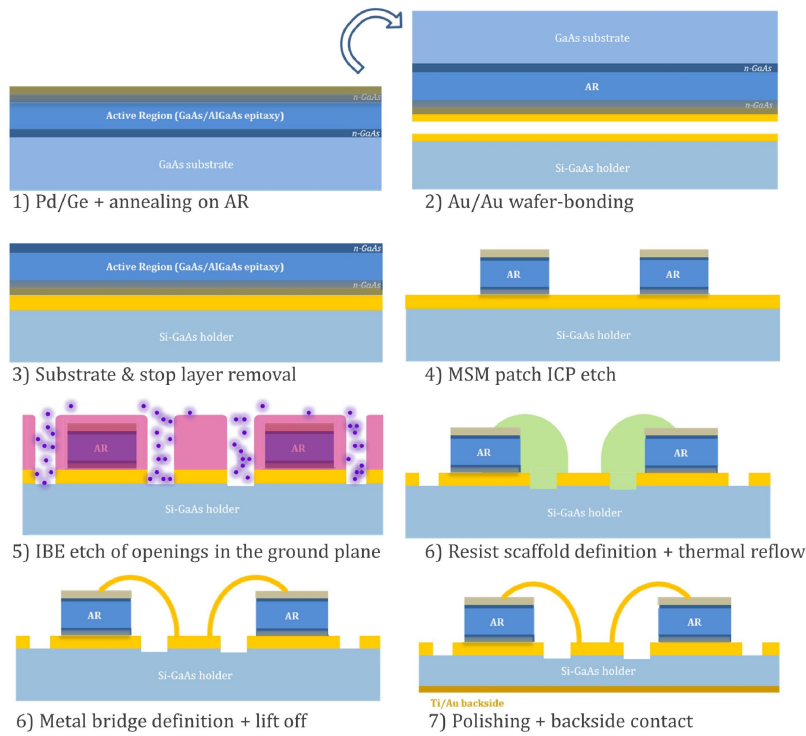 GaAs substrate
n-GaAs
AR
n-GaAs
Si-GaAs holder
n-GaAs
Active Region (GaAs/AlGaAs epitaxy)
n-GaAs
GaAs substrate
1) Pd/Ge + annealing on AR
2) Au/Au wafer-bonding
n-GaAs
Active Region (GaAs/AlGaAs epitaxy)
n-GaAs
Si-GaAs holder
AR
AR
Si-GaAs holder
3) Substrate & stop layer removal
4) MSM patch ICP etch
AR
AR
Si-GaAs holder
AR
AR
Si-GaAs holder
5) IBE etch of openings in the ground plane
6) Resist scaffold definition + thermal reflow
AR
AR
Si-GaAs holder
AR
AR
Si-GaAs holder
Ti/Au backside
6) Metal bridge definition + lift off
7) Polishing + backside contact